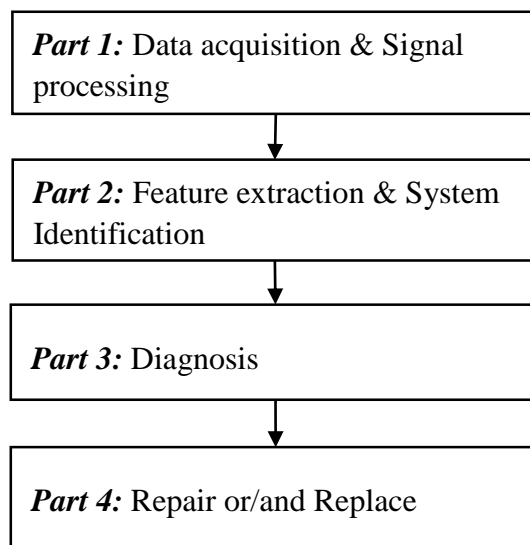 Part 1: Data acquisition & Signal
processing
Part 2: Feature extraction & System
Identification
Part 3: Diagnosis
Part 4: Repair or/and Replace